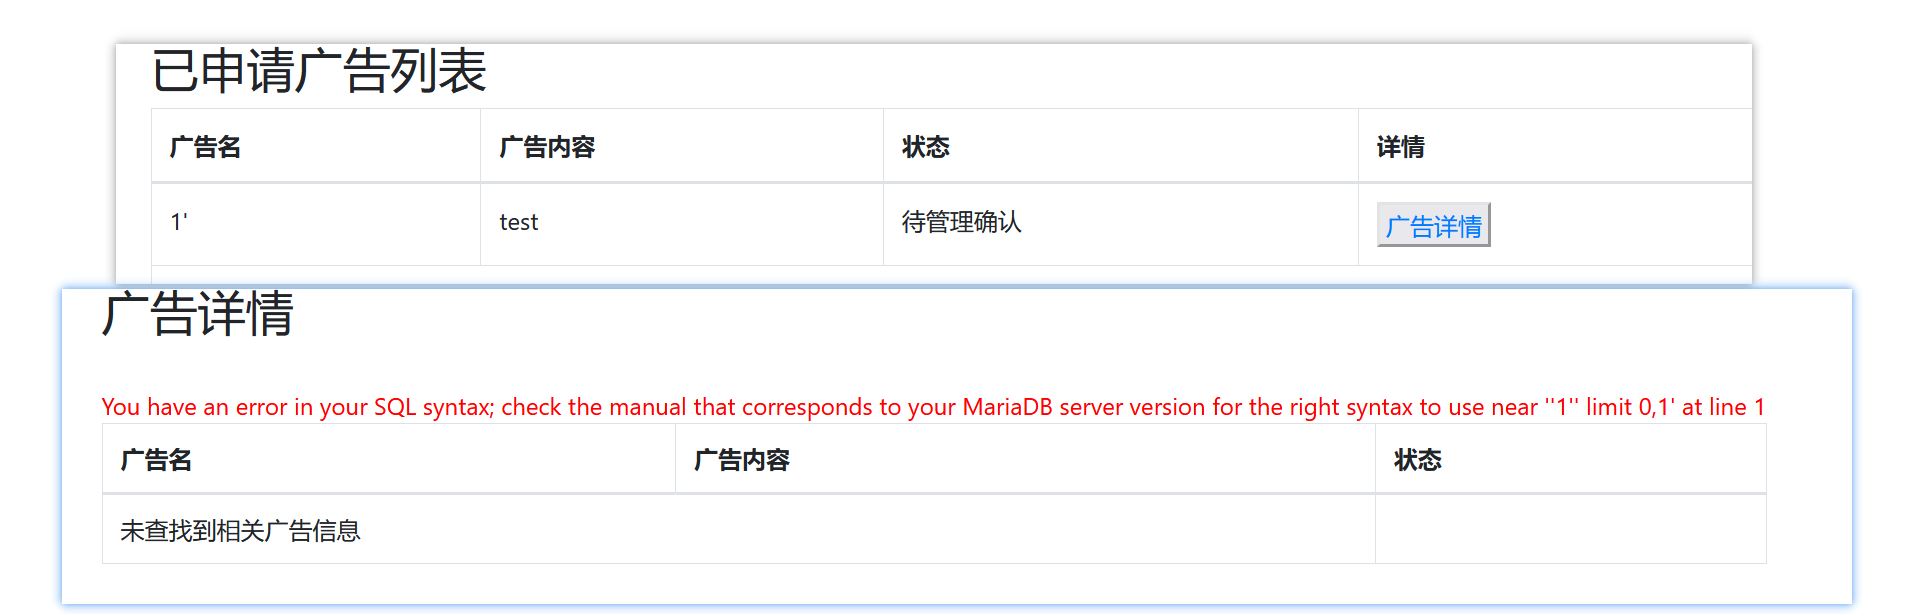 已申请广告列表
广告名 广告内容 状态 详情
1' test 待管理确认 广告详情
广告详情
You have an error in your SQL syntax; check the manual that corresponds to your MariaDB server version for the right syntax to use near ''1'' limit 0,1' at line 1
广告名 广告内容 状态
未查找到相关广告信息